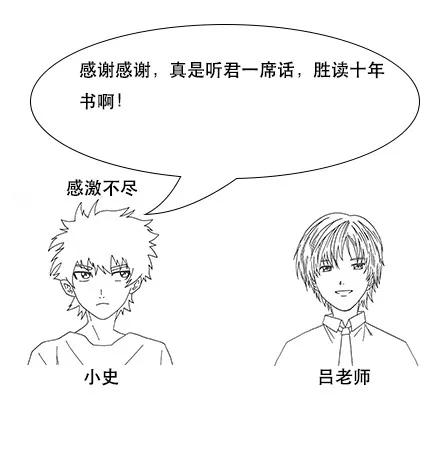 感谢感谢，真是听君一席话，胜读十年
书啊！
感激不尽
小史
吕老师